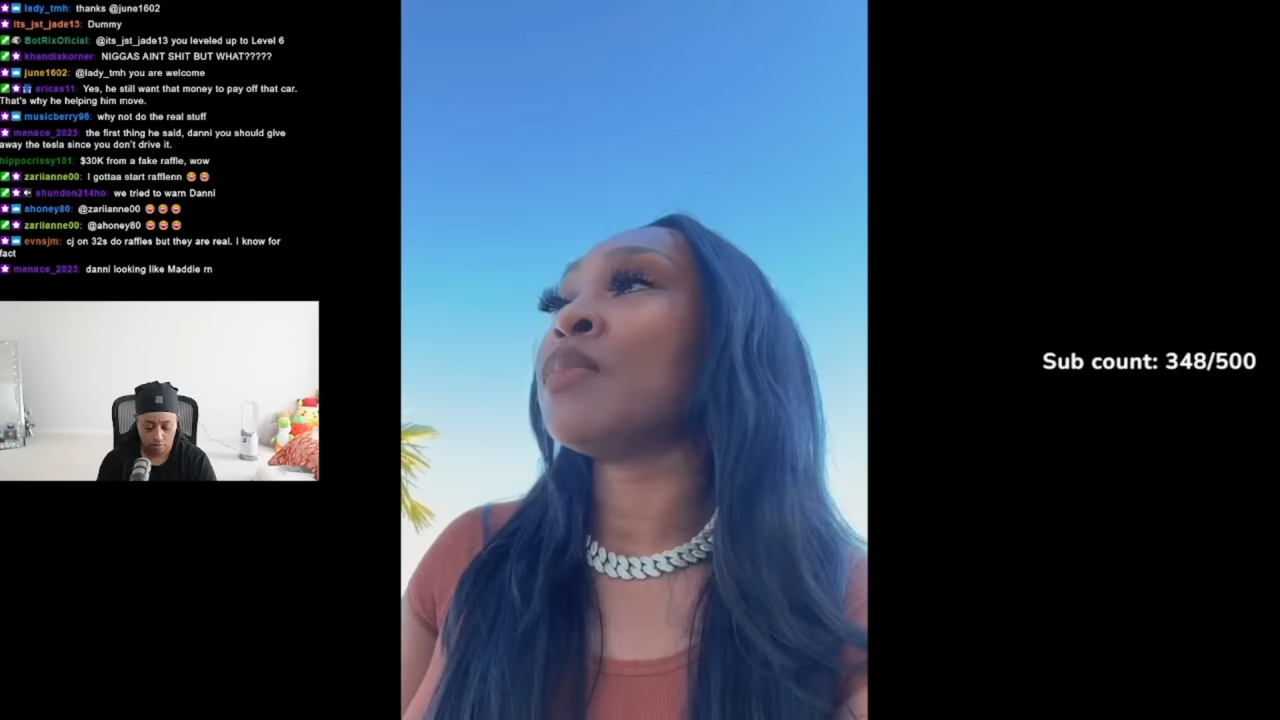 lady_tmh: thanks @june1602
its_jst_jade13: Dummy
BotRixOficial: @its_jst_jade13 you leveled up to Level 6
khandiskorner: NIGGAS AINT SHIT BUT WHAT?????
june1602: @lady_tmh you are welcome
ericas11: Yes, he still want that money to pay off that car.
That's why he helping him move.
musicberry96: why not do the real stuff
menace_2023: the first thing he said, danni you should give
away the tesla since you don't drive it.
hippocrissy101: $30K from a fake raffle, wow
zariianne00: I gottaa start rafflenn
shundon214ho: we tried to warn Danni
ahoney80: @zariianne00
zariianne00: @ahoney80
evnsjm: cj on 32s do raffles but they are real. I know for
fact
menace_2023: danni looking like Maddie rn
Sub count: 348/500